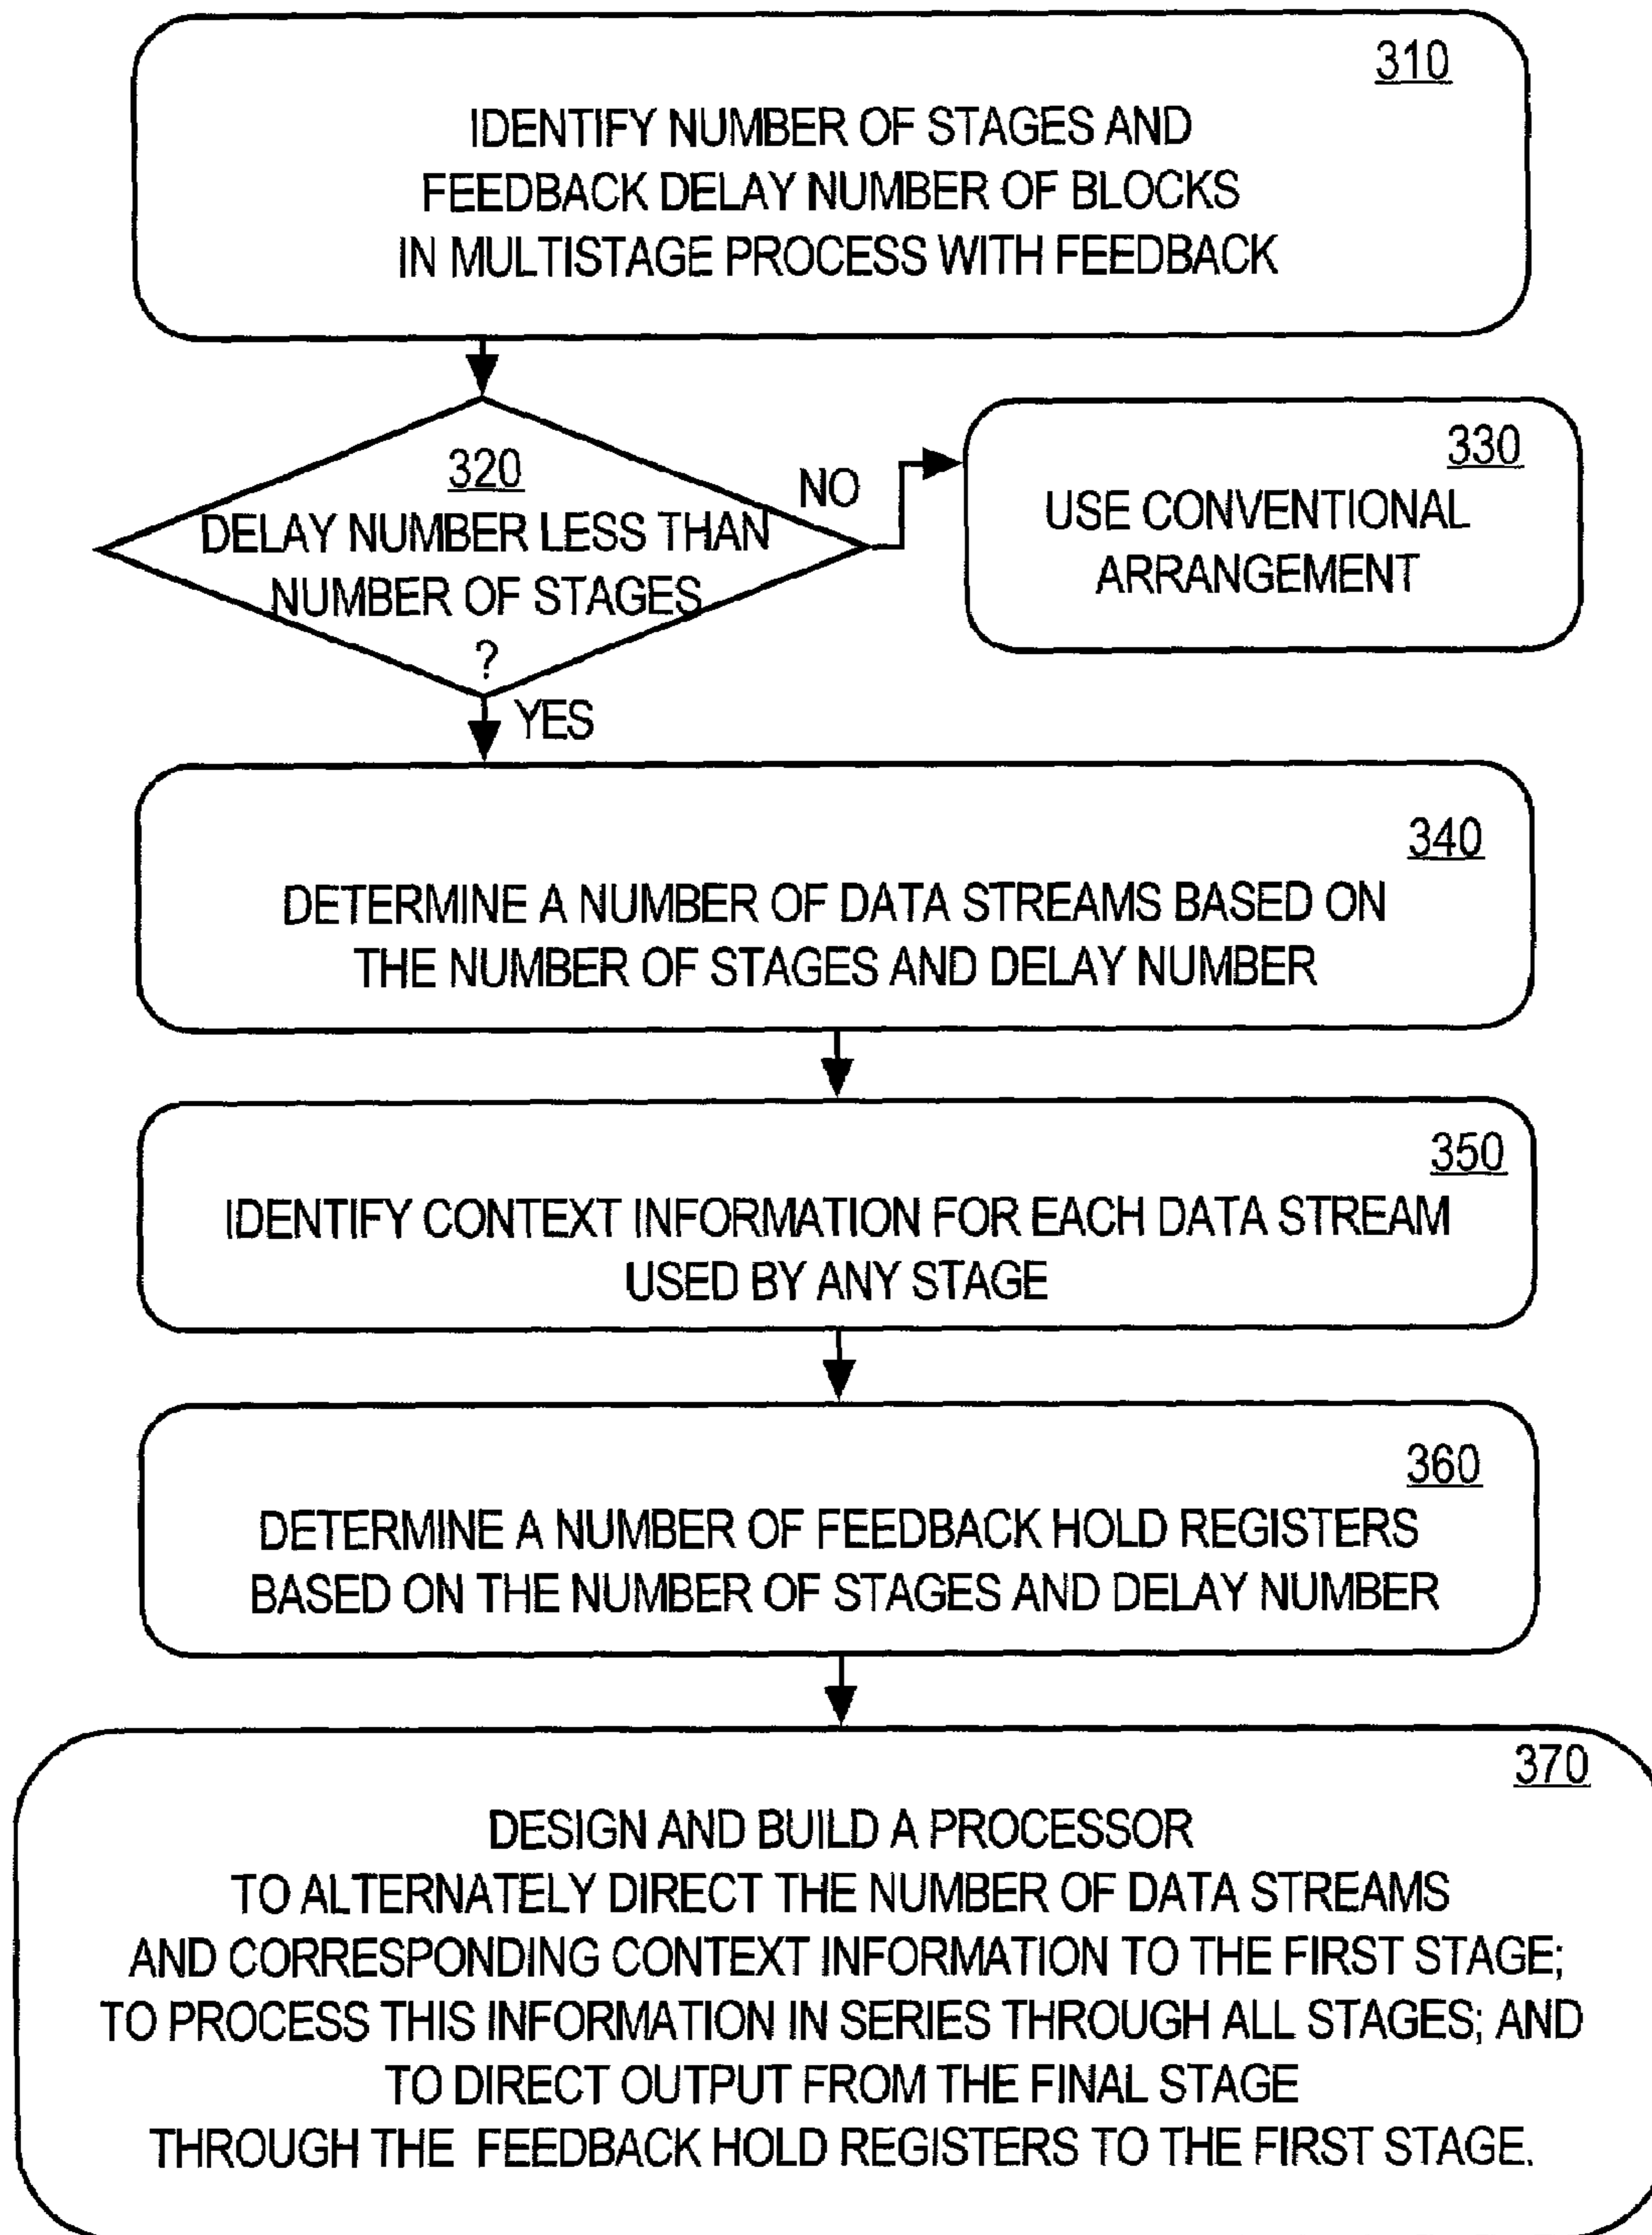 310
IDENTIFY NUMBER OF STAGES AND
FEEDBACK DELAY NUMBER OF BLOCKS
IN MULTISTAGE PROCESS WITH FEEDBACK
320
DELAY NUMBER LESS THAN
NUMBER OF STAGES
?
NO
330
USE CONVENTIONAL
ARRANGEMENT
YES
340
DETERMINE A NUMBER OF DATA STREAMS BASED ON
THE NUMBER OF STAGES AND DELAY NUMBER
350
IDENTIFY CONTEXT INFORMATION FOR EACH DATA STREAM
USED BY ANY STAGE
360
DETERMINE A NUMBER OF FEEDBACK HOLD REGISTERS
BASED ON THE NUMBER OF STAGES AND DELAY NUMBER
370
DESIGN AND BUILD A PROCESSOR
TO ALTERNATELY DIRECT THE NUMBER OF DATA STREAMS
AND CORRESPONDING CONTEXT INFORMATION TO THE FIRST STAGE;
TO PROCESS THIS INFORMATION IN SERIES THROUGH ALL STAGES; AND
TO DIRECT OUTPUT FROM THE FINAL STAGE
THROUGH THE FEEDBACK HOLD REGISTERS TO THE FIRST STAGE.